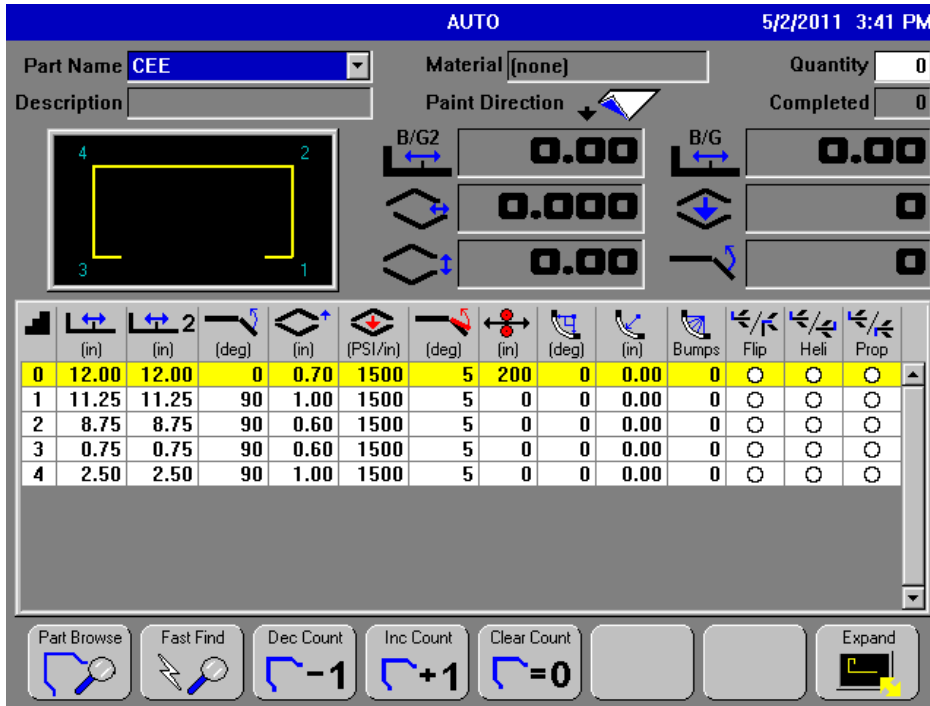 AUTO 5/2/2011 3:41 PM
Part Name CEE Material (none) Quantity 0
Description Paint Direction Completed 0
4 2 B/G2 0.00 B/G 0.00
0.000 0
3 1 0.00 0
2
(in) (in) (deg) (in) (PSI/in) (deg) (in) (deg) (in) Bumps Flip Heli Prop
0 12.00 12.00 0 0.70 1500 5 200 0 0.00 0
1 11.25 11.25 90 1.00 1500 5 0 0 0.00 0
2 8.75 8.75 90 0.60 1500 5 0 0 0.00 0
3 0.75 0.75 90 0.60 1500 5 0 0 0.00 0
4 2.50 2.50 90 1.00 1500 5 0 0 0.00 0
Part Browse Fast Find Dec Count Inc Count Clear Count Expand
-1 +1 =0